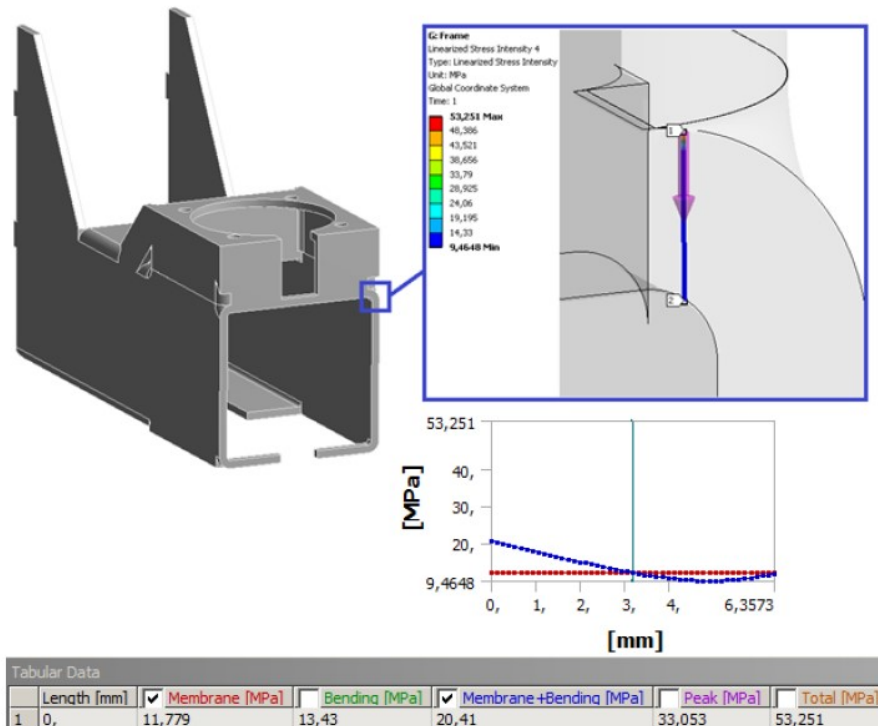 G: Frame
Linearized Stress Intensity 4
Type: Linearized Stress Intensity
Unit: MPa
Global Coordinate System
Time: 1
53,251 Max
48,386
43,521
38,656
33,79
28,925
24,06
19,195
14,33
9,4648 Min
1
2
[MPa]
53,251
40,
30,
20,
9,4648
0, 1, 2, 3, 4, 6,3573
[mm]
Tabular Data
Length [mm] Membrane [MPa] Bending [MPa] Membrane+Bending [MPa] Peak [MPa] Total [MPa]
1 0, 11,779 13,43 20,41 33,053 53,251